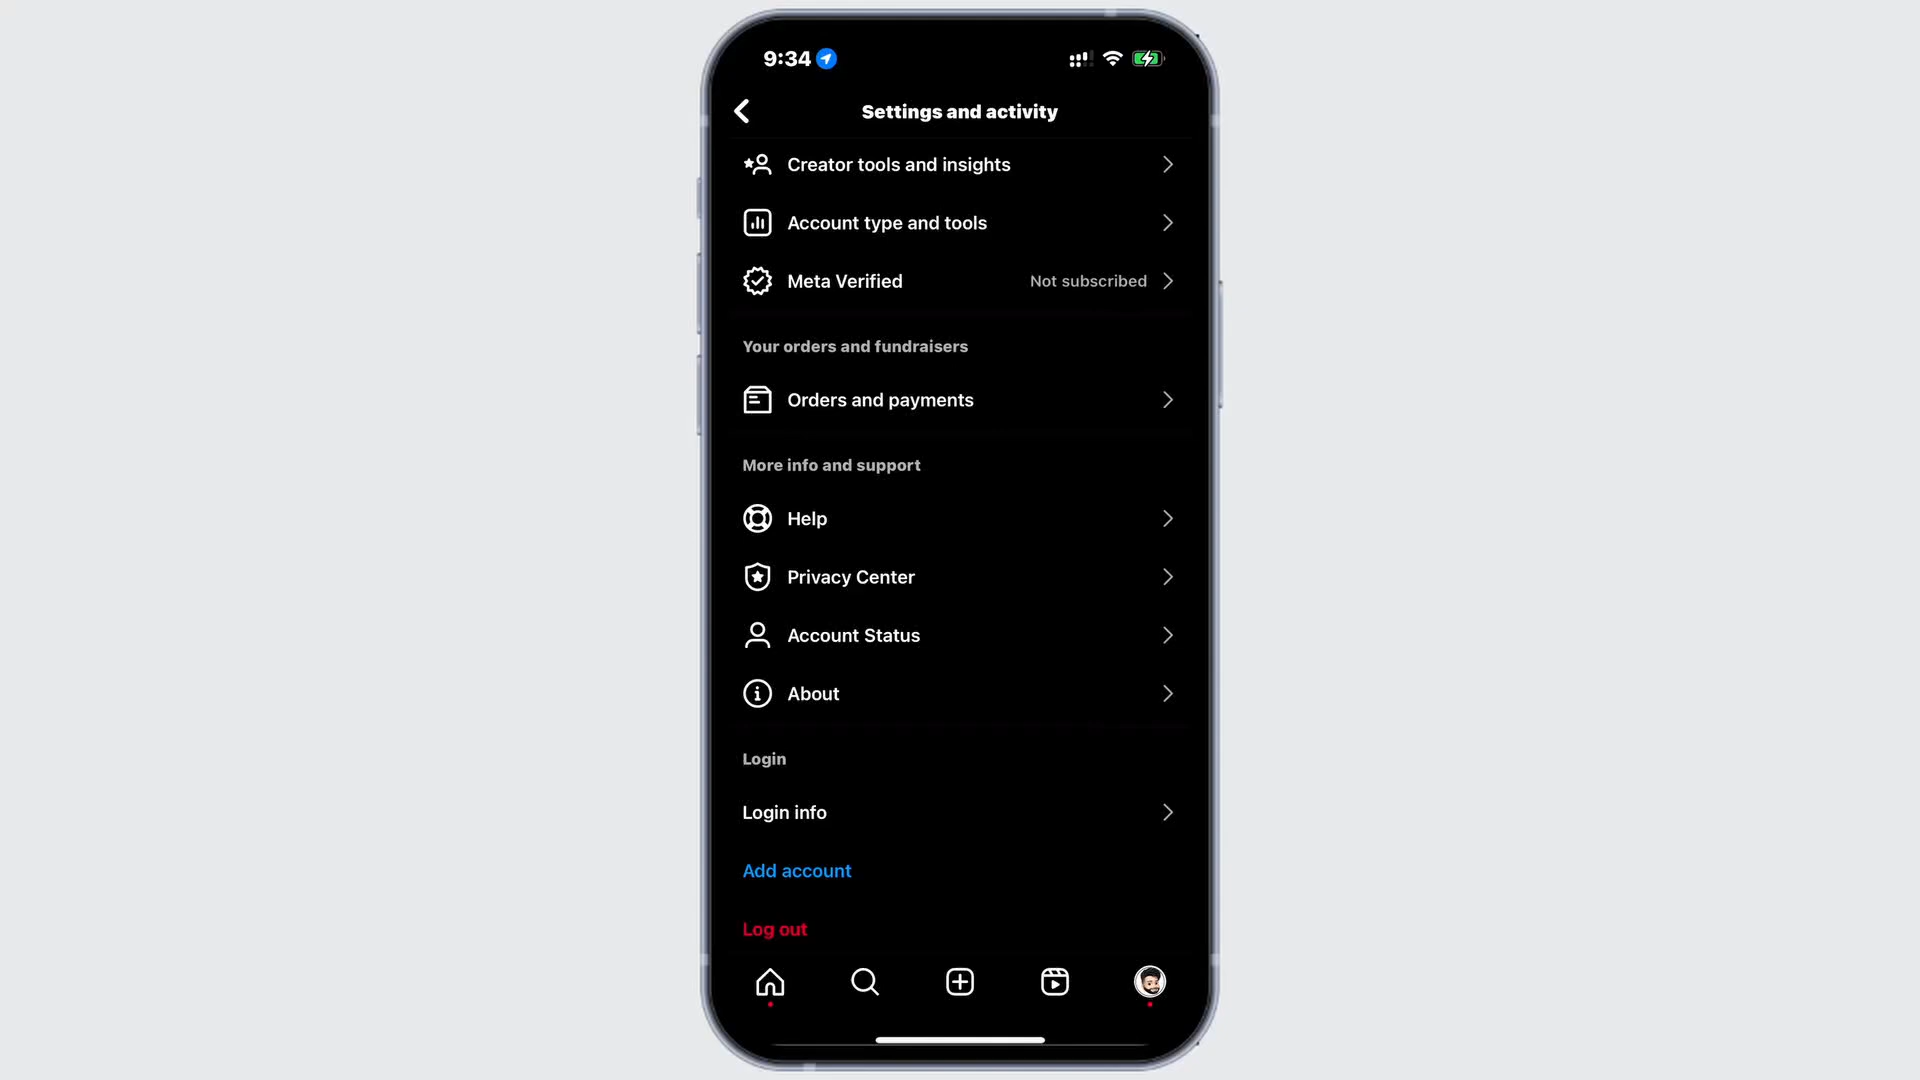 9:34
Settings and activity
Creator tools and insights
Account type and tools
Meta Verified Not subscribed
Your orders and fundraisers
Orders and payments
More info and support
Help
Privacy Center
Account Status
About
Login
Login info
Add account
Log out